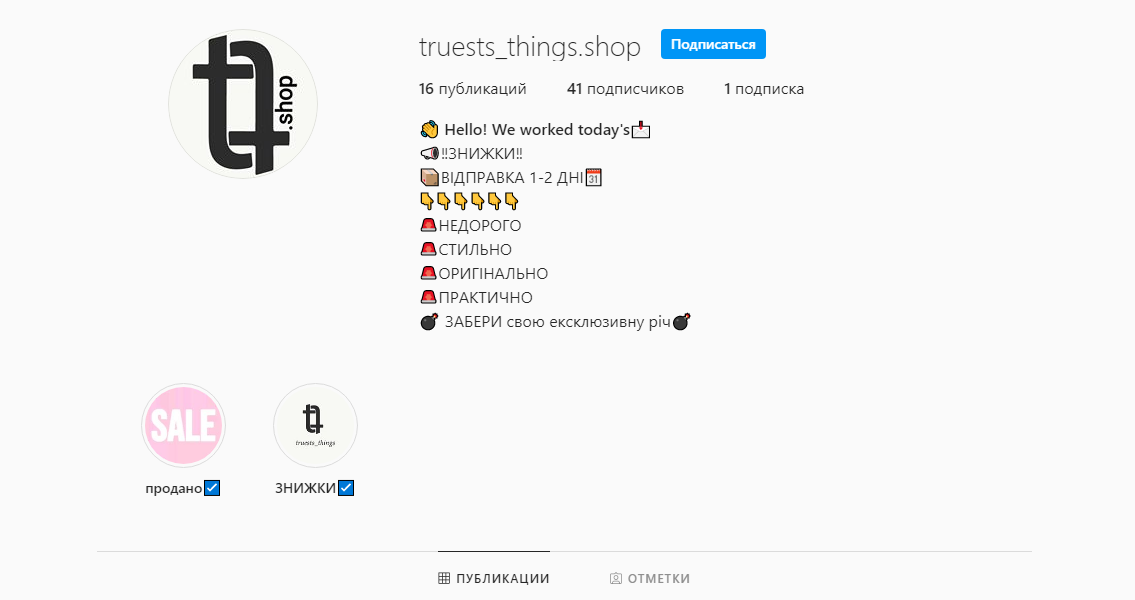 truests_things.shop Подписаться
16 публикаций 41 подписчиков 1 подписка
.shop
👏 Hello! We worked today's📩
📢‼ЗНИЖКИ‼
📦ВІДПРАВКА 1-2 ДНІ📅
👇👇👇👇👇👇
🚨НЕДОРОГО
🚨СТИЛЬНО
🚨ОРИГІНАЛЬНО
🚨ПРАКТИЧНО
💣 ЗАБЕРИ свою ексклюзивну річ💣
SALE
truests_things
продано☑ ЗНИЖКИ☑
ПУБЛИКАЦИИ ОТМЕТКИ